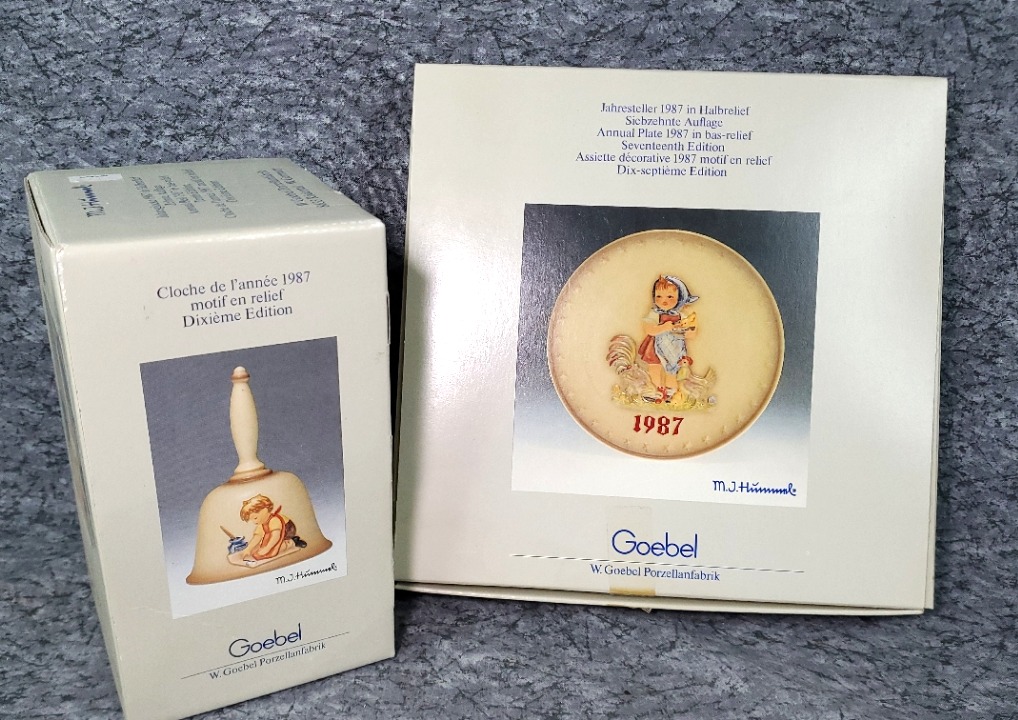 Cloche de l'année 1987
motif en relief
Dixième Edition
M.J.Hummel
Goebel
W. Goebel Porzellanfabrik
M.J.Hummel
Jahresteller 1987 in Halbrelief
Siebzehnte Auflage
Annual Plate 1987 in bas-relief
Seventeenth Edition
Assiette décorative 1987 motif en relief
Dix-septième Edition
1987
M.J.Hummel
Goebel
W. Goebel Porzellanfabrik